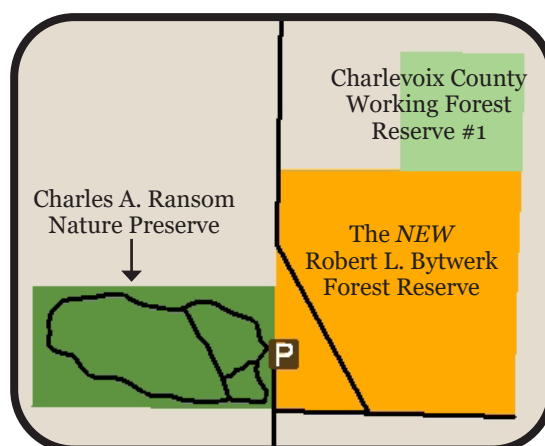 Charlevoix County
Working Forest
Reserve #1
Charles A. Ransom
Nature Preserve
The NEW
Robert L. Bytwerk
Forest Reserve
P